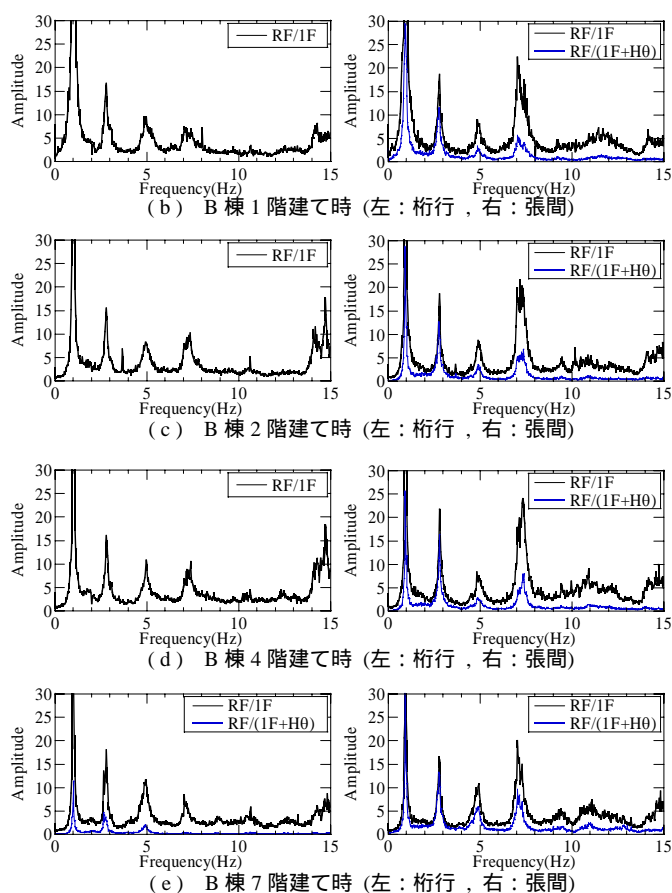 30
25
20
15
10
5
0
Amplitude
RF/1F
0 5 10 15
Frequency(Hz)
30
25
20
15
10
5
0
Amplitude
RF/1F
RF/(1F+Hθ)
0 5 10 15
Frequency(Hz)
(b) B 棟 1 階建て時 (左：桁行 , 右：張間)
30
25
20
15
10
5
0
Amplitude
RF/1F
0 5 10 15
Frequency(Hz)
30
25
20
15
10
5
0
Amplitude
RF/1F
RF/(1F+Hθ)
0 5 10 15
Frequency(Hz)
(c) B 棟 2 階建て時 (左：桁行 , 右：張間)
30
25
20
15
10
5
0
Amplitude
RF/1F
0 5 10 15
Frequency(Hz)
30
25
20
15
10
5
0
Amplitude
RF/1F
RF/(1F+Hθ)
0 5 10 15
Frequency(Hz)
(d) B 棟 4 階建て時 (左：桁行 , 右：張間)
30
25
20
15
10
5
0
Amplitude
RF/1F
RF/(1F+Hθ)
0 5 10 15
Frequency(Hz)
30
25
20
15
10
5
0
Amplitude
RF/1F
RF/(1F+Hθ)
0 5 10 15
Frequency(Hz)
(e) B 棟 7 階建て時 (左：桁行 , 右：張間)